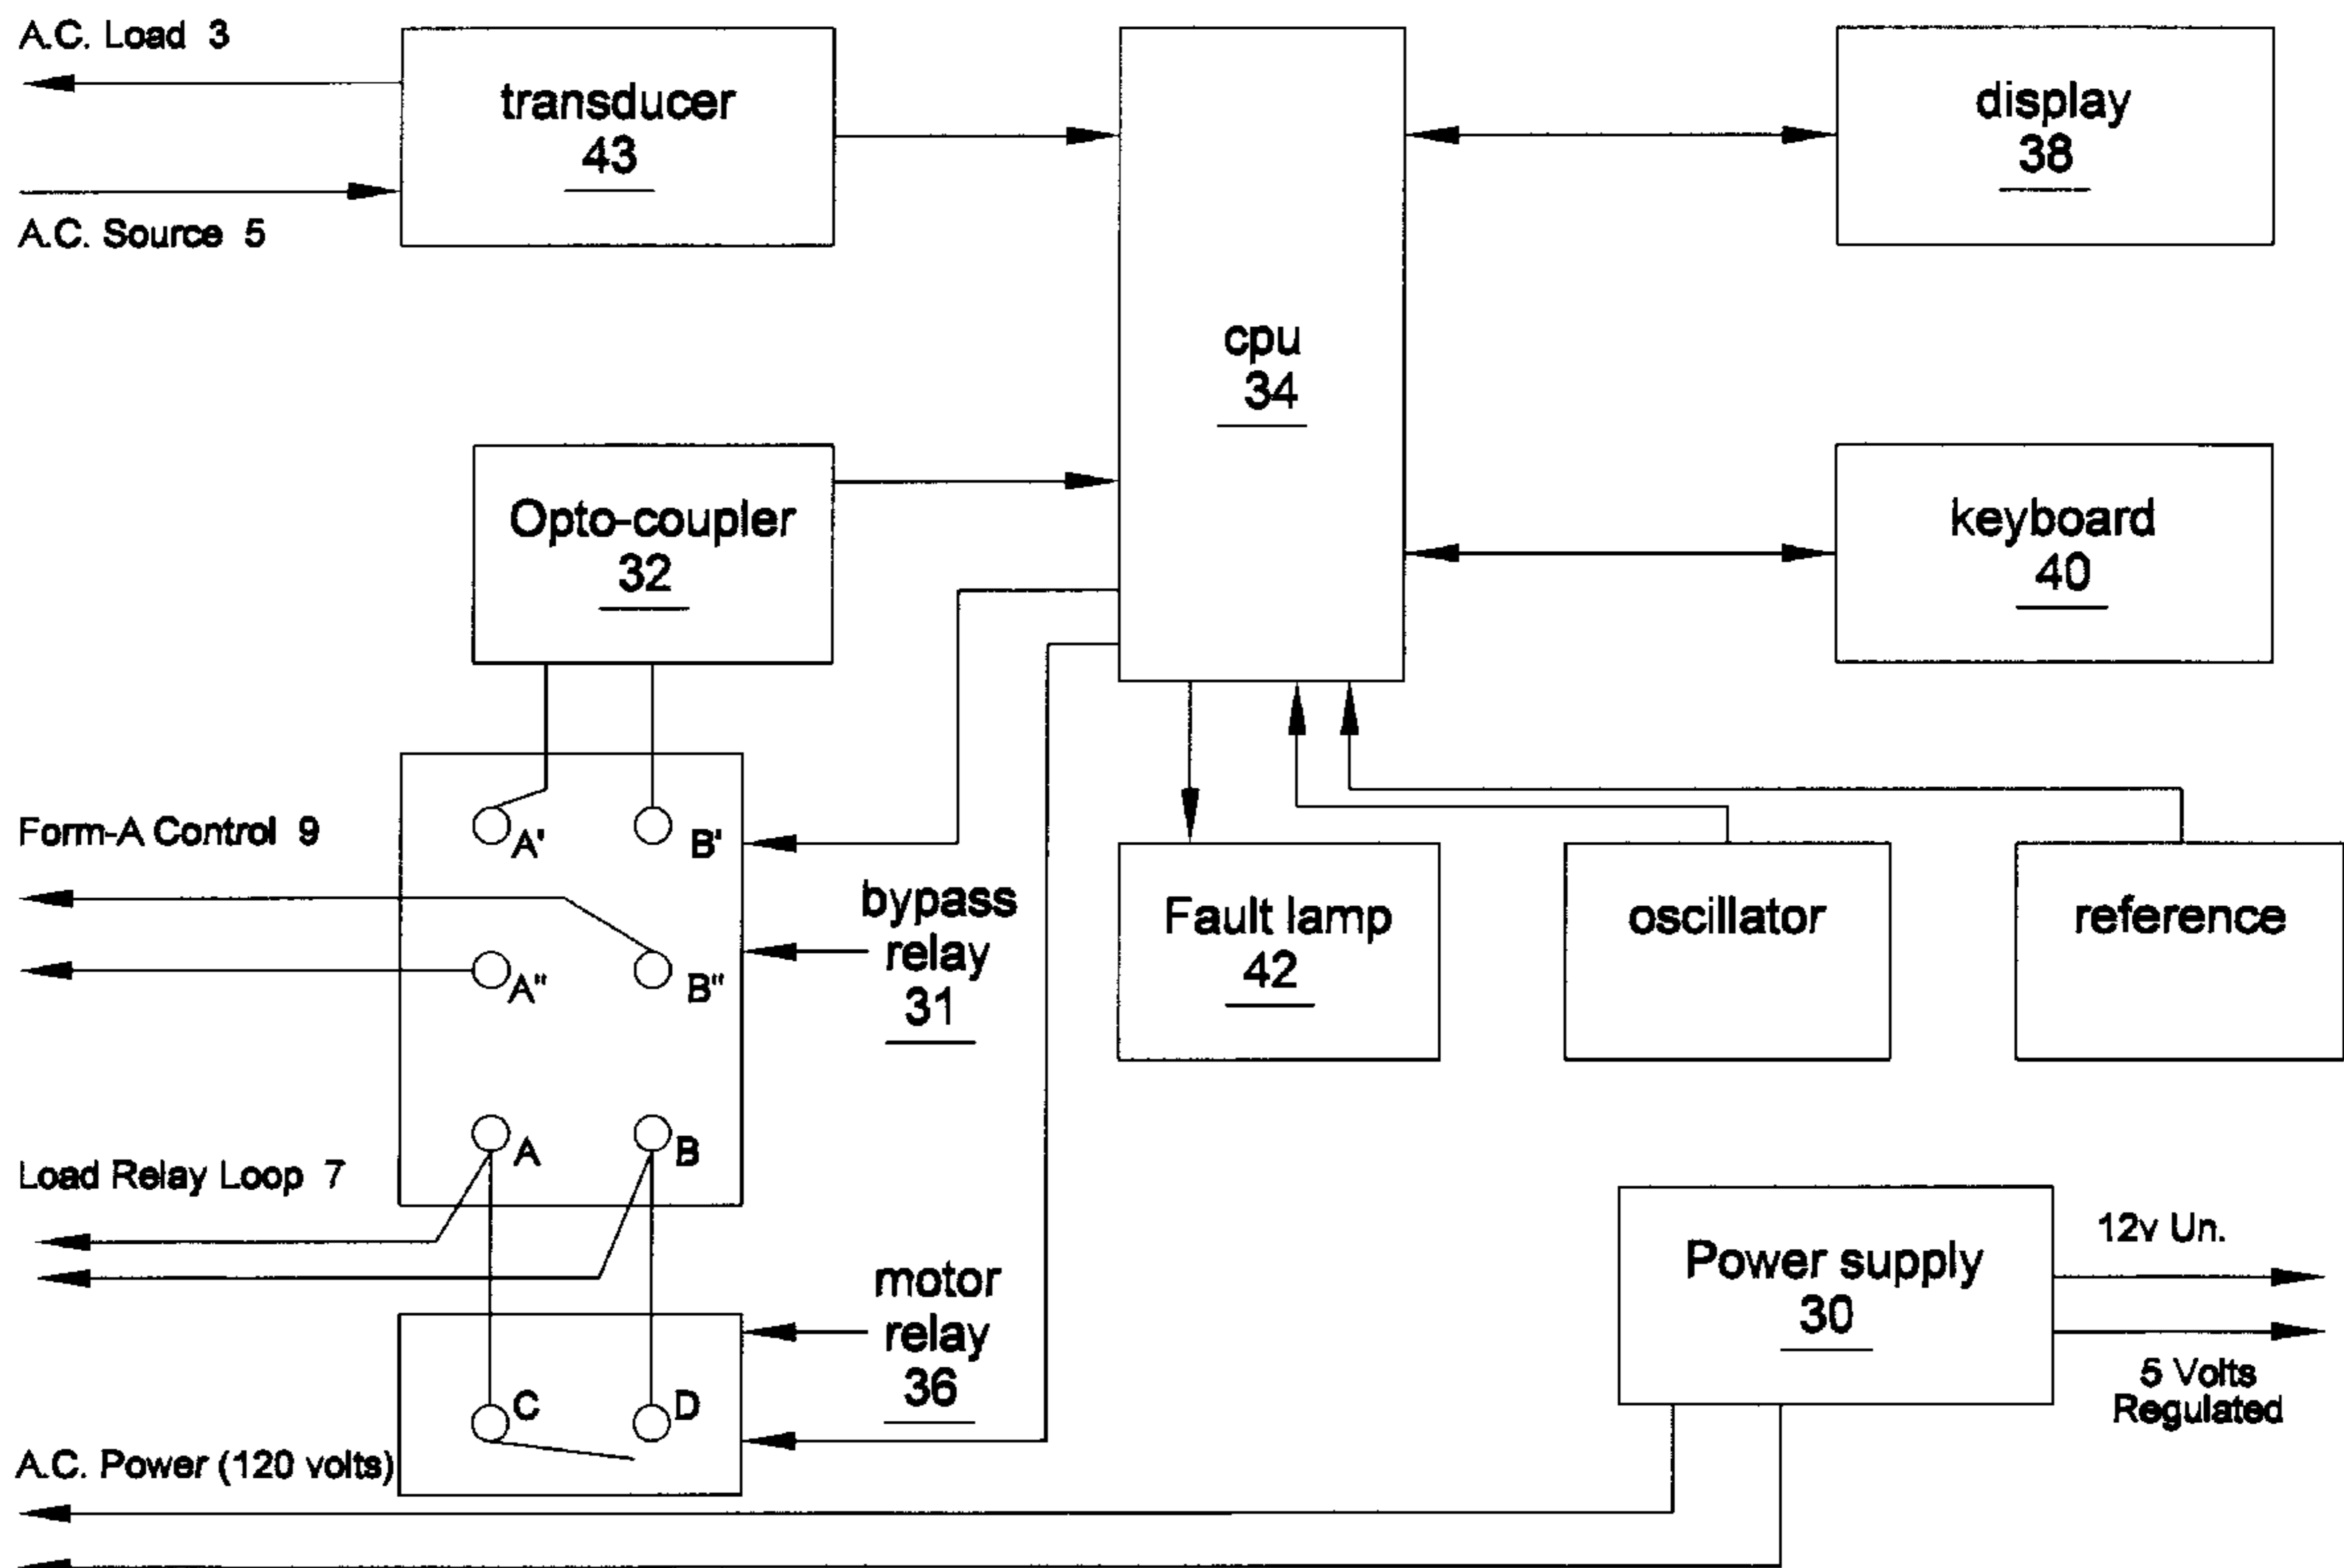 A.C. Load 3
transducer
43
A.C. Source 5
cpu
34
display
38
Opto-coupler
32
keyboard
40
Form-A Control 9
A'
B'
A"
B"
bypass
relay
31
Fault lamp
42
oscillator
reference
A
B
Load Relay Loop 7
motor
relay
36
C
D
Power supply
30
12v Un.
5 Volts
Regulated
A.C. Power (120 volts)